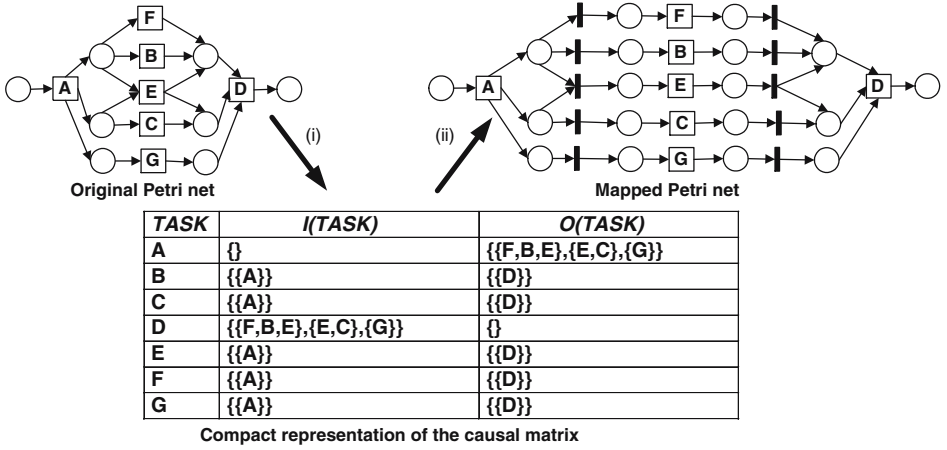 F
F
B
B
A
E
D
A
E
D
C
(i)
(ii)
C
G
G
Original Petri net
Mapped Petri net
TASK I(TASK) O(TASK)
A {} {{F,B,E},{E,C},{G}}
B {{A}} {{D}}
C {{A}} {{D}}
D {{F,B,E},{E,C},{G}} {}
E {{A}} {{D}}
F {{A}} {{D}}
G {{A}} {{D}}
Compact representation of the causal matrix